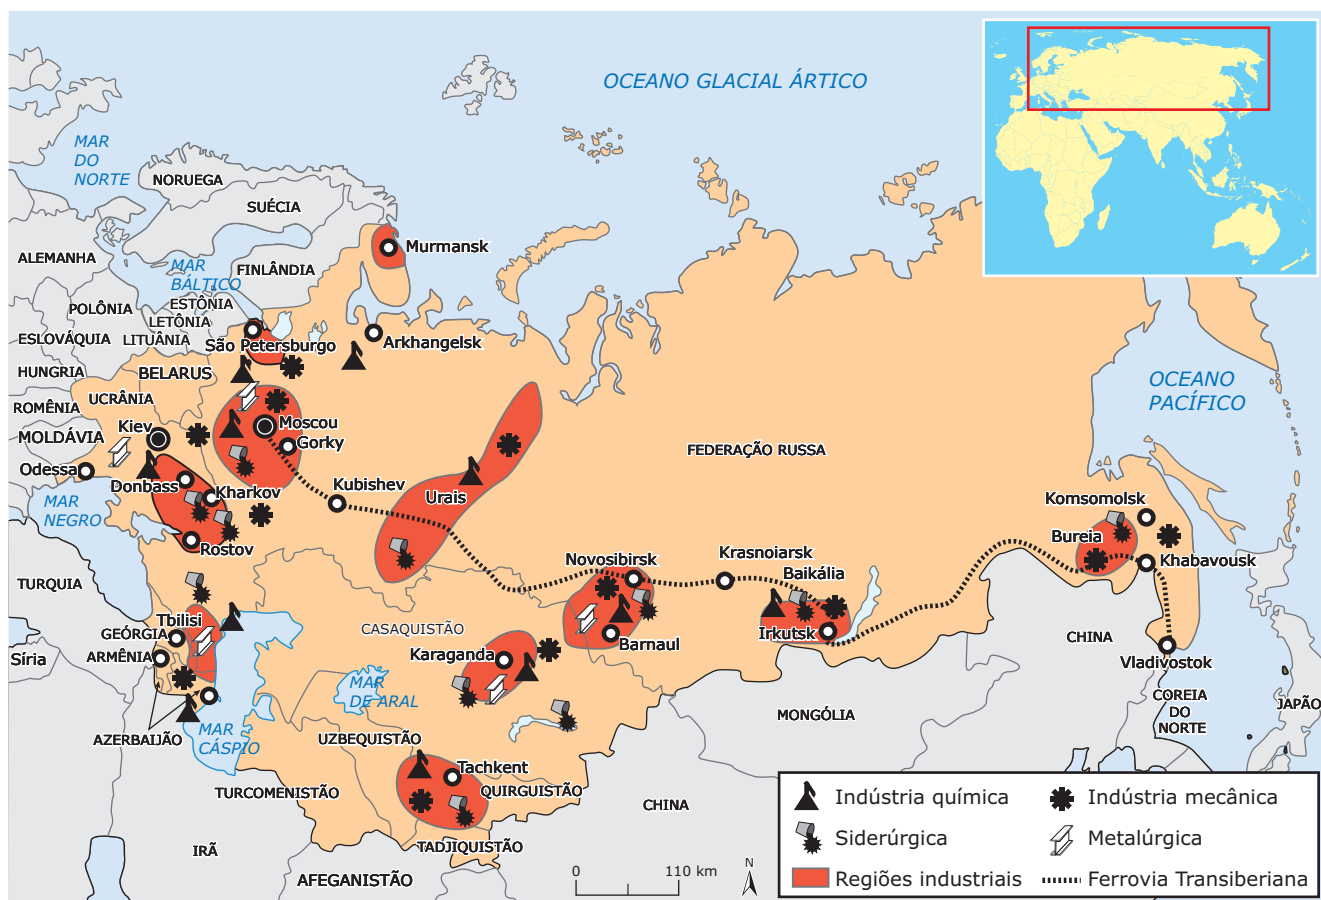 OCEANO GLACIAL ÁRTICO
MAR
DO
NORTE
NORUEGA
SUÉCIA
Murmansk
ALEMANHA
MAR
BÁLTICO
FINLÂNDIA
POLÔNIA
ESTÔNIA
LETÔNIA
ESLOVÁQUIA
LITUÂNIA
São Petersburgo
Arkhangelsk
HUNGRIA
BELARUS
OCEANO
PACÍFICO
UCRÂNIA
ROMÊNIA
Kiev
Moscou
MOLDÁVIA
Gorky
FEDERAÇÃO RUSSA
Odessa
Donbass
Kharkov
Kubishev
Urais
MAR
NEGRO
Komsomolsk
Rostov
Bureia
Novosibirsk
Krasnoiarsk
Khabavousk
Baikália
TURQUIA
Tbilisi
GEÓRGIA
CASAQUISTÃO
Irkutsk
CHINA
Síria
ARMÊNIA
Karaganda
Barnaul
Vladivostok
MAR
DE ARAL
COREIA
DO
NORTE
JAPÃO
MONGÓLIA
AZERBAIJÃO
MAR
CÁSPIO
UZBEQUISTÃO
Tachkent
TURCOMENISTÃO
QUIRGUISTÃO
CHINA
IRÃ
TADJIQUISTÃO
AFEGANISTÃO
0 110 km
N
Indústria química
Indústria mecânica
Siderúrgica
Metalúrgica
Regiões industriais
Ferrovia Transiberiana